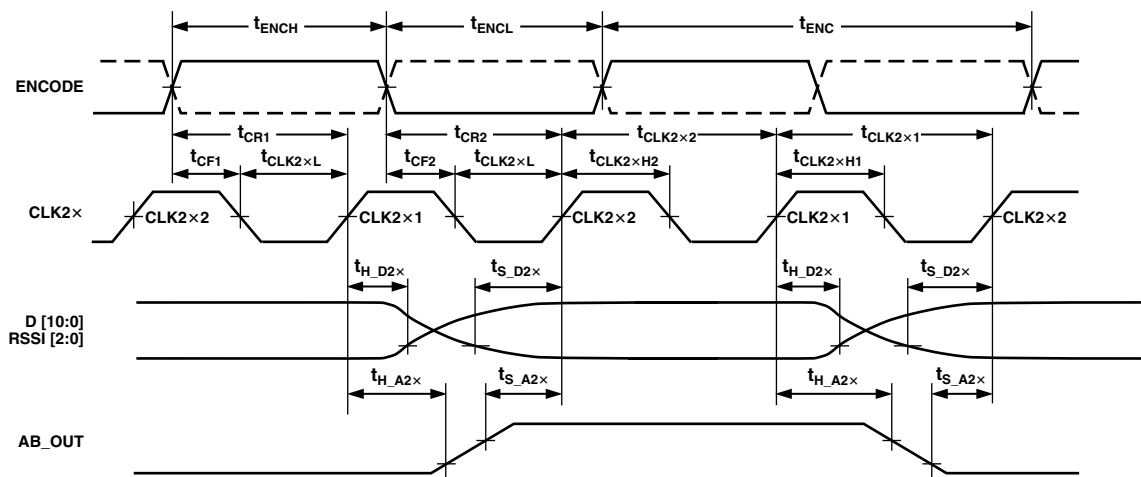 tENCH tENCL tENC
ENCODE
tCR1 tCR2 tCLK2×2 tCLK2×1
tCF1 tCLK2×L tCF2 tCLK2×L tCLK2×H2 tCLK2×H1
CLK2× CLK2×2 CLK2×1 CLK2×2 CLK2×1 CLK2×2
tH_D2× tS_D2× tH_D2× tS_D2×
D [10:0]
RSSI [2:0]
tH_A2× tS_A2× tH_A2× tS_A2×
AB_OUT